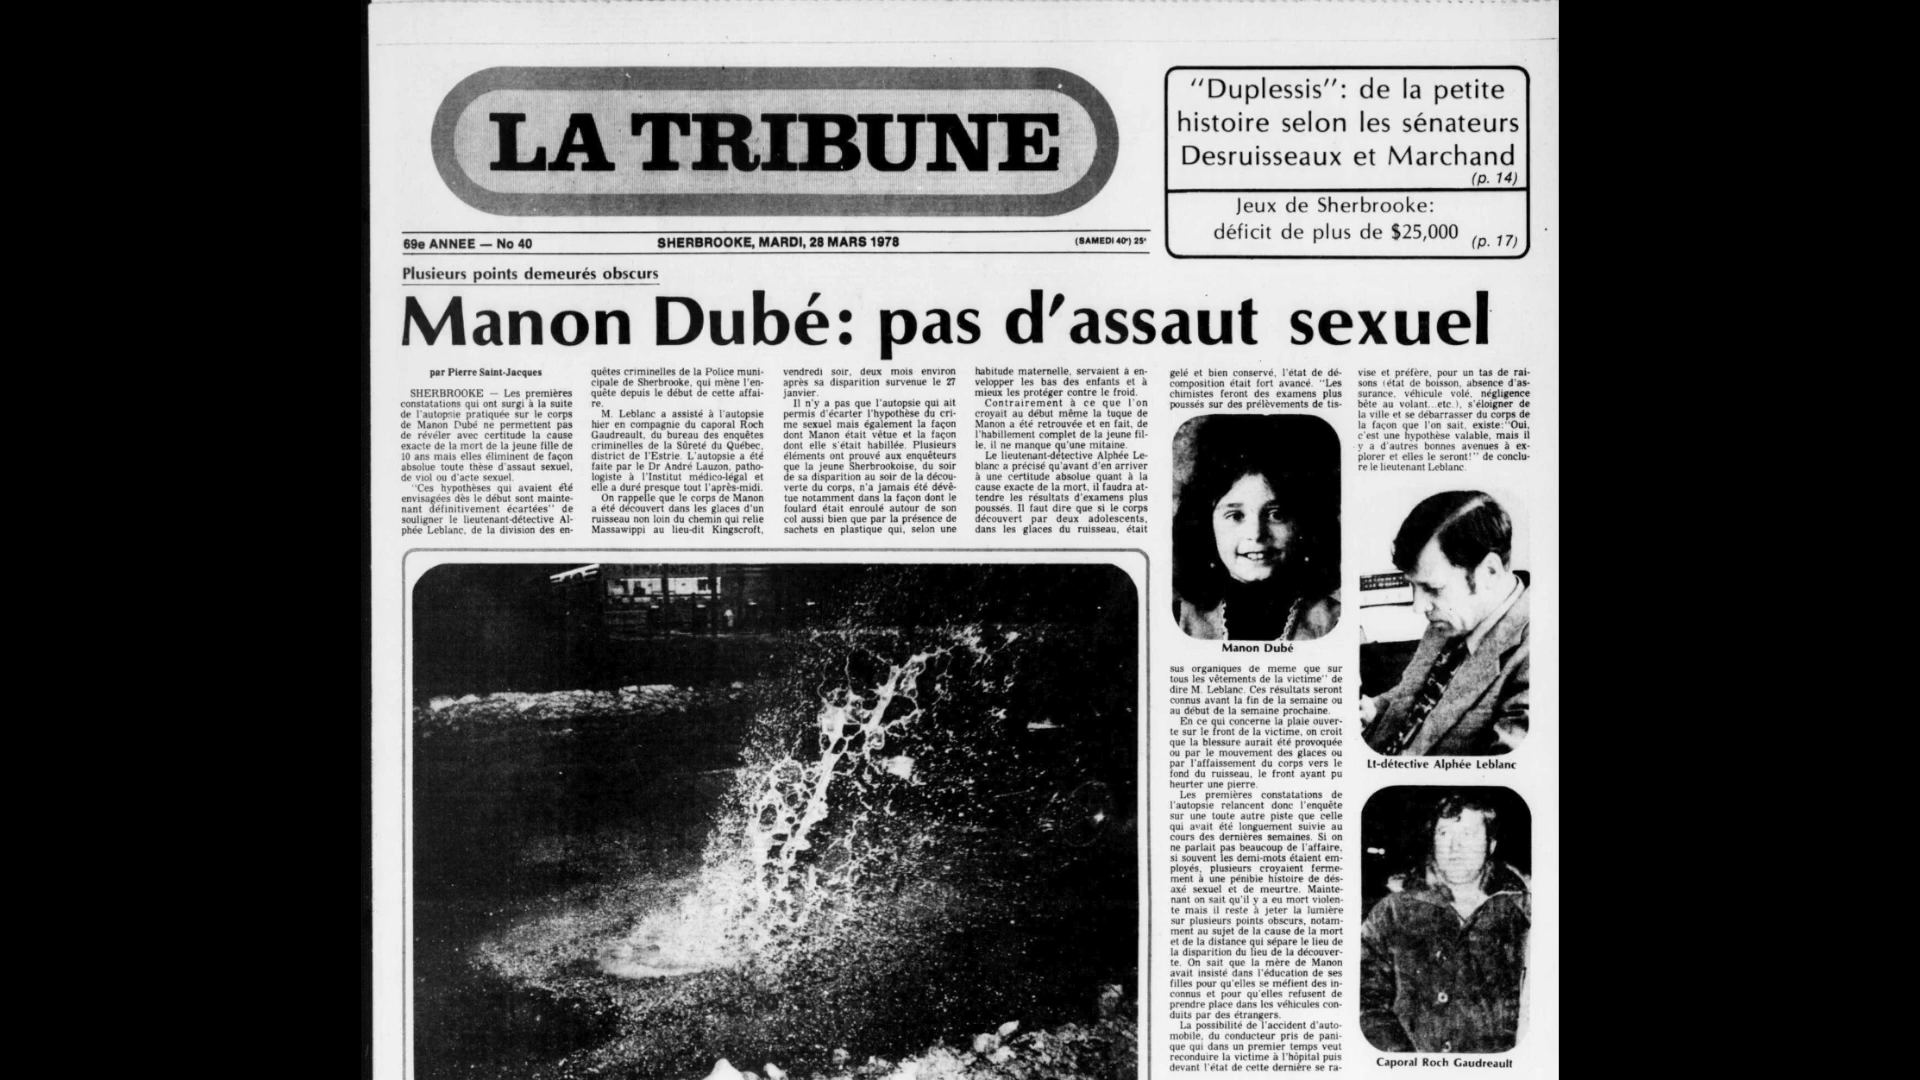 LA TRIBUNE
"Duplessis": de la petite
histoire selon les sénateurs
Desruisseaux et Marchand
(p. 14)
Jeux de Sherbrooke:
déficit de plus de $25,000
(p. 17)
69e ANNEE — No 40
SHERBROOKE, MARDI, 28 MARS 1978
(SAMEDI 40¢) 25¢
Plusieurs points demeurés obscurs
Manon Dubé: pas d'assaut sexuel
par Pierre Saint-Jacques
SHERBROOKE — Les premières
constatations qui ont surgi à la suite
de l'autopsie pratiquée sur le corps
de Manon Dubé ne permettent pas
de révéler avec certitude la cause
exacte de la mort de la jeune fille de
10 ans mais elles éliminent de façon
absolue toute thèse d'assaut sexuel,
de viol ou d'acte sexuel.
"Ces hypothèses qui avaient été
envisagées dès le début sont mainte-
nant définitivement écartées" de
souligner le lieutenant-détective Al-
phée Leblanc, de la division des en-
quêtes criminelles de la Police muni-
cipale de Sherbrooke, qui mène l'en-
quête depuis le début de cette affai-
re.
M. Leblanc a assisté à l'autopsie
hier en compagnie du caporal Roch
Gaudreault, du bureau des enquêtes
criminelles de la Sûreté du Québec,
district de l'Estrie. L'autopsie a été
faite par le Dr André Lauzon, patho-
logiste à l'Institut médico-légal et
elle a duré presque tout l'après-midi.
On rappelle que le corps de Manon
a été découvert dans les glaces d'un
ruisseau non loin du chemin qui relie
Massawippi au lieu-dit Kingscroft,
vendredi soir, deux mois environ
après sa disparition survenue le 27
janvier.
Il n'y a pas que l'autopsie qui ait
permis d'écarter l'hypothèse du cri-
me sexuel mais également la façon
dont Manon était vêtue et la façon
dont elle s'était habillée. Plusieurs
éléments ont prouvé aux enquêteurs
que la jeune Sherbrookoise, du soir
de sa disparition au soir de la décou-
verte du corps, n'a jamais été dévê-
tue notamment dans la façon dont le
foulard était enroulé autour de son
col aussi bien que par la présence de
sachets en plastique qui, selon une
habitude maternelle, servaient à en-
velopper les bas des enfants et à
mieux les protéger contre le froid.
Contrairement à ce que l'on
croyait au début même la tuque de
Manon a été retrouvée et en fait, de
l'habillement complet de la jeune fil-
le, il ne manque qu'une mitaine.
Le lieutenant-détective Alphée Le-
blanc a précisé qu'avant d'en arriver
à une certitude absolue quant à la
cause exacte de la mort, il faudra at-
tendre les résultats d'examens plus
poussés. Il faut dire que si le corps
découvert par deux adolescents,
dans les glaces du ruisseau, était
gelé et bien conservé, l'état de dé-
composition était fort avancé. "Les
chimistes feront des examens plus
poussés sur des prélèvements de tis-
Manon Dubé
sus organiques de meme que sur
tous les vêtements de la victime" de
dire M. Leblanc. Ces résultats seront
connus avant la fin de la semaine ou
au début de la semaine prochaine.
En ce qui concerne la plaie ouver-
te sur le front de la victime, on croit
que la blessure aurait été provoquée
ou par le mouvement des glaces ou
par l'affaissement du corps vers le
fond du ruisseau, le front ayant pu
heurter une pierre.
Les premières constatations de
l'autopsie relancent donc l'enquête
sur une toute autre piste que celle
qui avait été longuement suivie au
cours des dernières semaines. Si on
ne parlait pas beaucoup de l'affaire,
si souvent les demi-mots étaient em-
ployés, plusieurs croyaient ferme-
ment à une pénible histoire de dés-
axé sexuel et de meurtre. Mainte-
nant on sait qu'il y a eu mort violen-
te mais il reste à jeter la lumière
sur plusieurs points obscurs, notam-
ment au sujet de la cause de la mort
et de la distance qui sépare le lieu de
la disparition du lieu de la découver-
te. On sait que la mère de Manon
avait insisté dans l'éducation de ses
filles pour qu'elles se méfient des in-
connus et pour qu'elles refusent de
prendre place dans les véhicules con-
duits par des étrangers.
La possibilité de l'accident d'auto-
mobile, du conducteur pris de pani-
que qui dans un premier temps veut
reconduire la victime à l'hôpital puis
devant l'état de cette dernière se ra-
vise et préfère, pour un tas de rai-
sons (état de boisson, absence d'as-
surance, véhicule volé, négligence
bête au volant...etc.), s'éloigner de
la ville et se débarrasser du corps de
la façon que l'on sait, existe: "Oui,
c'est une hypothèse valable, mais il
y a d'autres bonnes avenues à ex-
plorer et elles le seront!" de conclu-
re le lieutenant Leblanc.
Lt-détective Alphée Leblanc
Caporal Roch Gaudreault